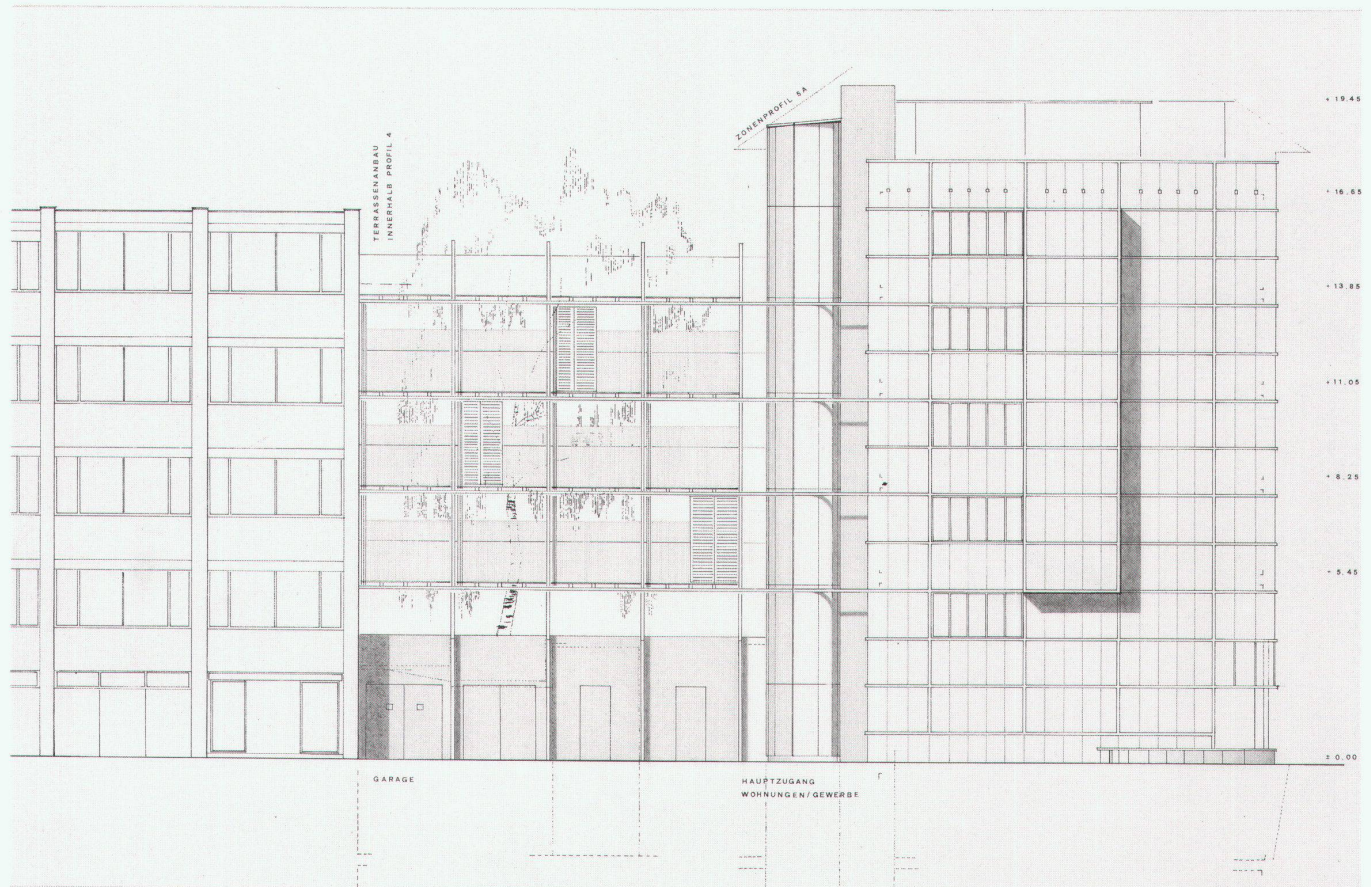 TERRASSENANBAU
INNERHALB PROFIL 4
ZONENPROFIL 5A
+ 19.45
+ 16.65
+ 13.85
+ 11.05
+ 8.25
+ 5.45
± 0.00
GARAGE
HAUPTZUGANG
WOHNUNGEN/GEWERBE